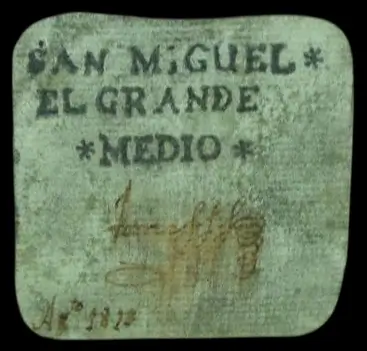 SAN MIGUEL *
EL GRANDE
* MEDIO *